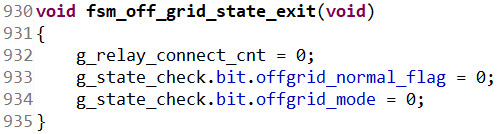 930 void fsm_off_grid_state_exit(void)
931 {
932     g_relay_connect_cnt = 0;
933     g_state_check.bit.offgrid_normal_flag = 0;
934     g_state_check.bit.offgrid_mode = 0;
935 }